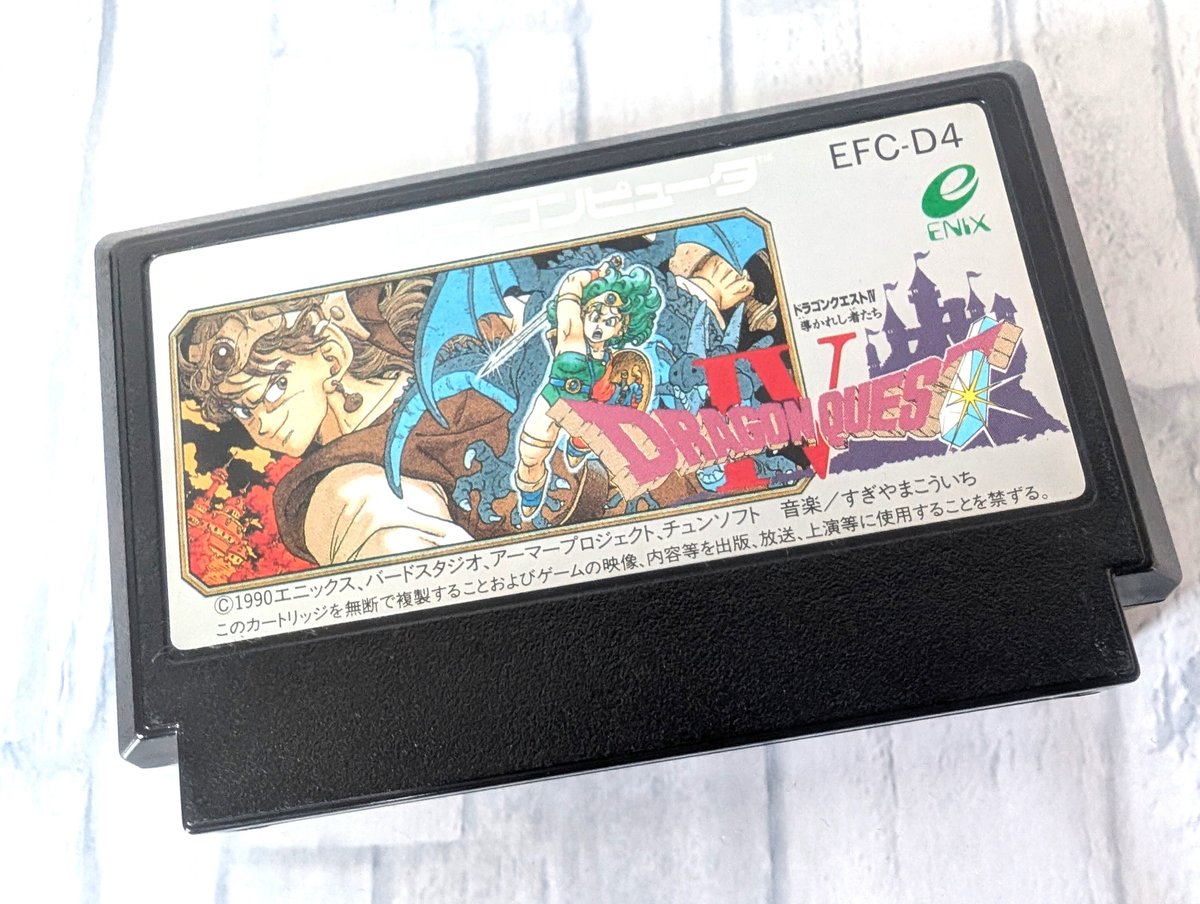 コンピュータ
EFC-D4
ENIX
ドラゴンクエストIV
導かれし者たち
DRAGON QUEST
IV
©1990エニックス、バードスタジオ、アーマープロジェクト、チュンソフト 音楽/すぎやまこういち
このカートリッジを無断で複製することおよびゲームの映像、内容等を出版、放送、上演等に使用することを禁ずる。